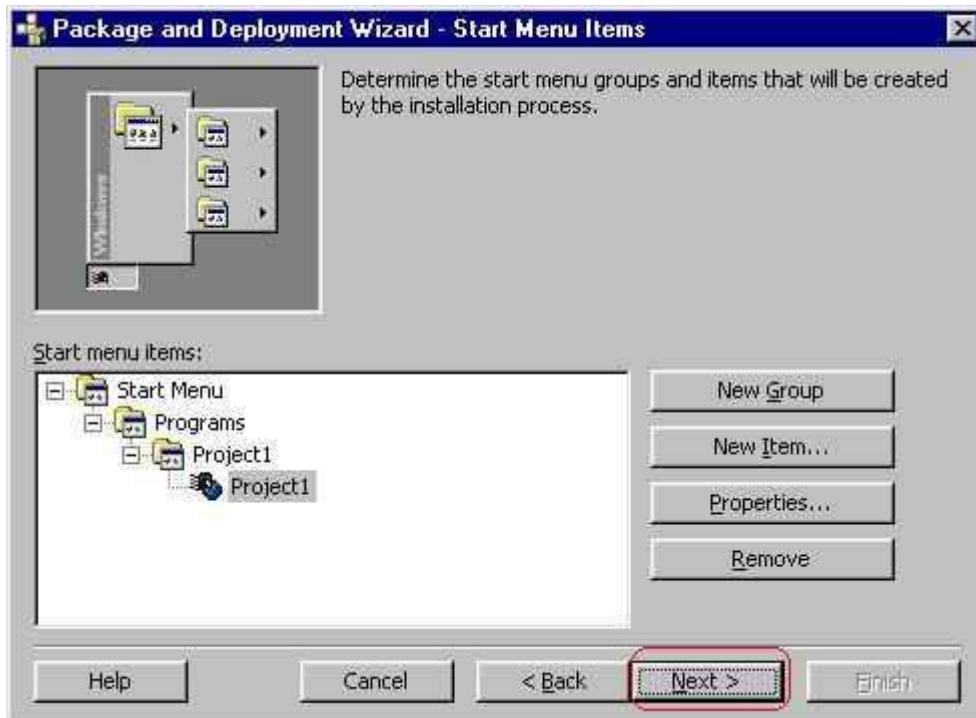 Package and Deployment Wizard - Start Menu Items
Determine the start menu groups and items that will be created
by the installation process.
Windows
Start menu items:
Start Menu
Programs
Project1
Project1
New Group
New Item...
Properties...
Remove
Help
Cancel
< Back
Next >
Finish